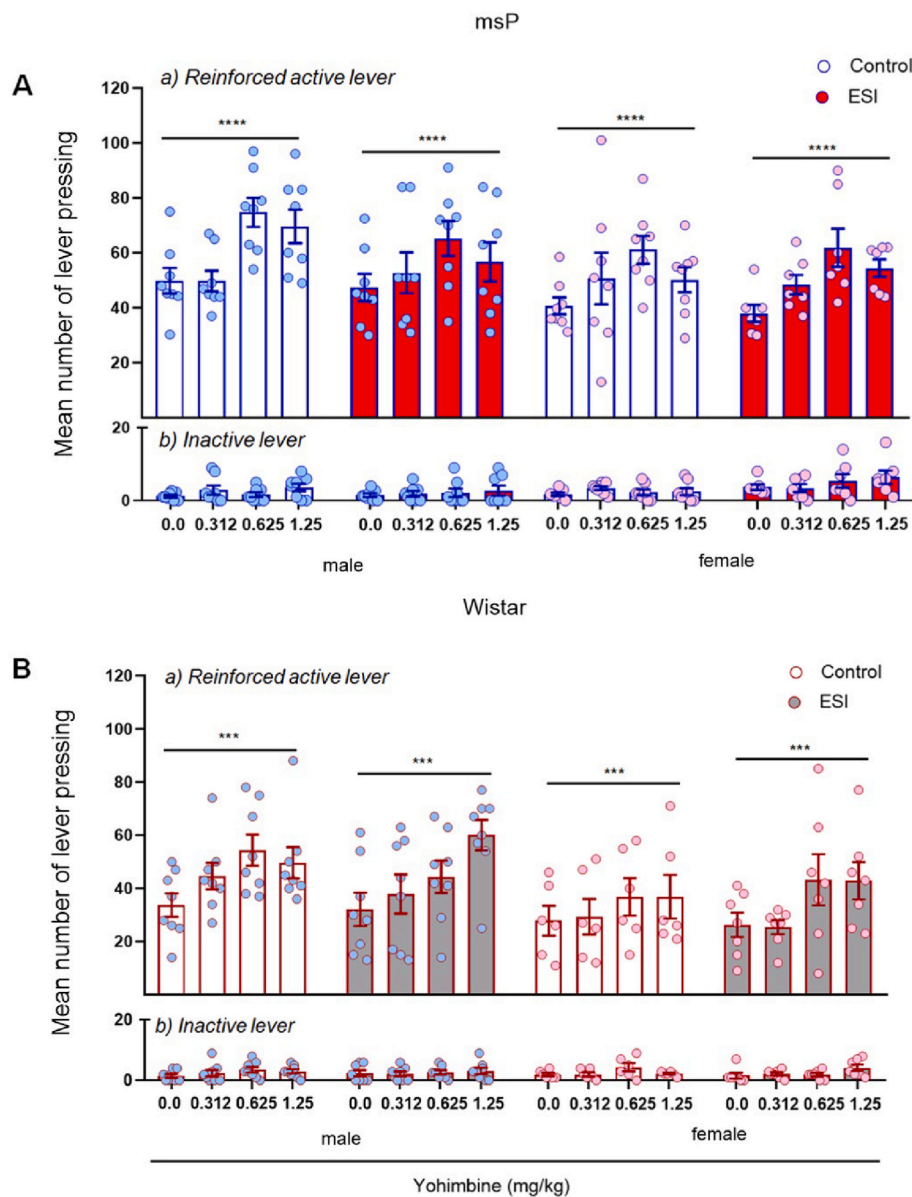 msP
A
a) Reinforced active lever
Control
ESI
Mean number of lever pressing
120
100
80
60
40
20
****
****
****
****
b) Inactive lever
20
0
0.0 0.312 0.625 1.25 0.0 0.312 0.625 1.25 0.0 0.312 0.625 1.25 0.0 0.312 0.625 1.25
male female
Wistar
B
a) Reinforced active lever
Control
ESI
Mean number of lever pressing
120
100
80
60
40
20
***
***
***
***
b) Inactive lever
20
0
0.0 0.312 0.625 1.25 0.0 0.312 0.625 1.25 0.0 0.312 0.625 1.25 0.0 0.312 0.625 1.25
male female
Yohimbine (mg/kg)